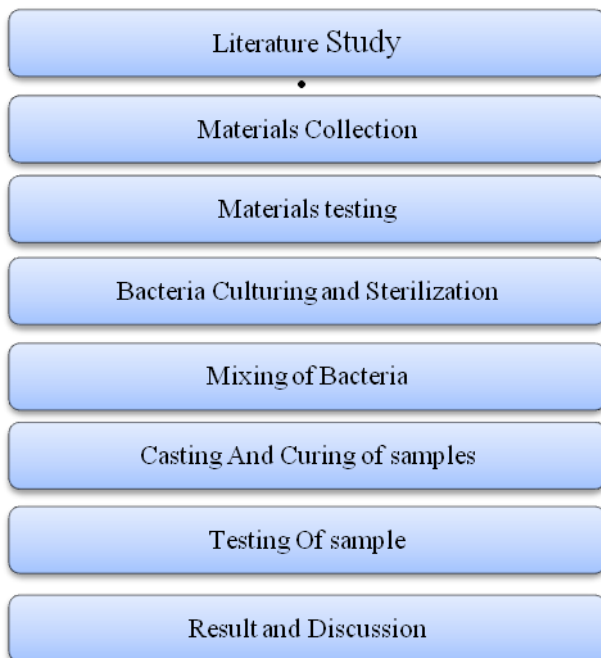 Literature Study
Materials Collection
Materials testing
Bacteria Culturing and Sterilization
Mixing of Bacteria
Casting And Curing of samples
Testing Of sample
Result and Discussion